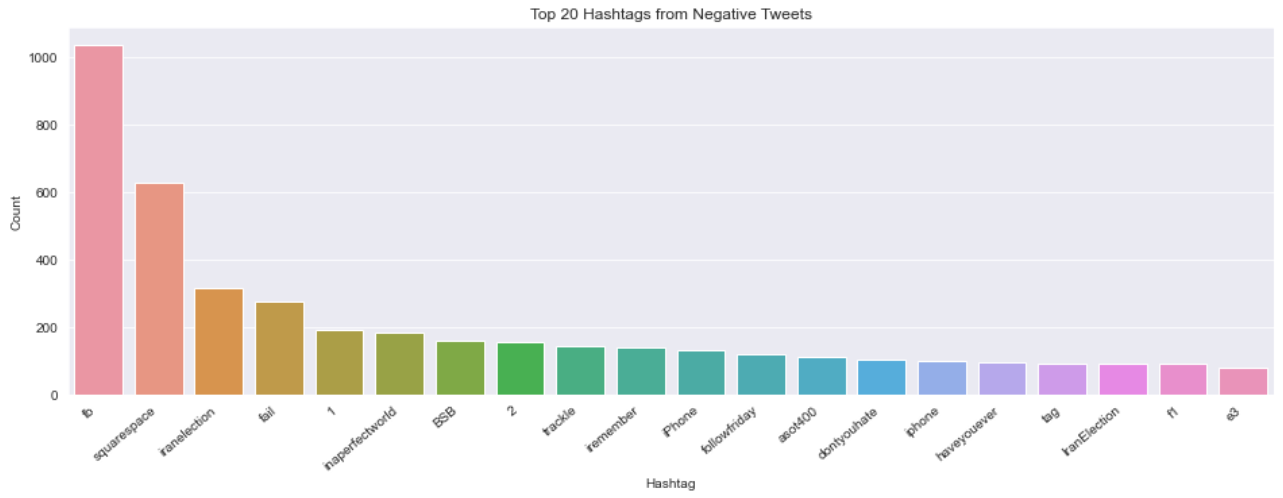 Top 20 Hashtags from Negative Tweets
Count
1000
800
600
400
200
0
fb
squarespace
iranelection
fail
1
inaperfectworld
BSB
2
trackle
iremember
iPhone
followfriday
asot400
dontyouhate
iphone
haveyouever
tag
IranElection
f1
e3
Hashtag